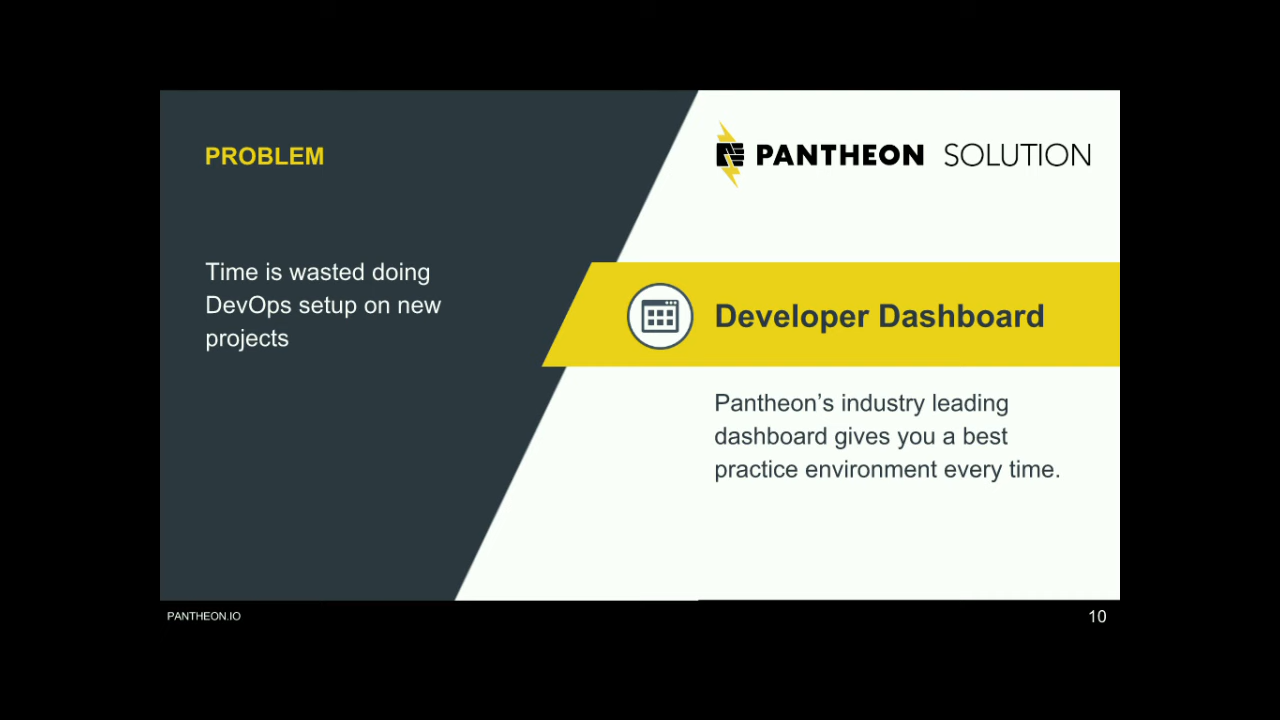 PROBLEM
Time is wasted doing
DevOps setup on new
projects
PANTHEON SOLUTION
Developer Dashboard
Pantheon’s industry leading
dashboard gives you a best
practice environment every time.
PANTHEON.IO
10